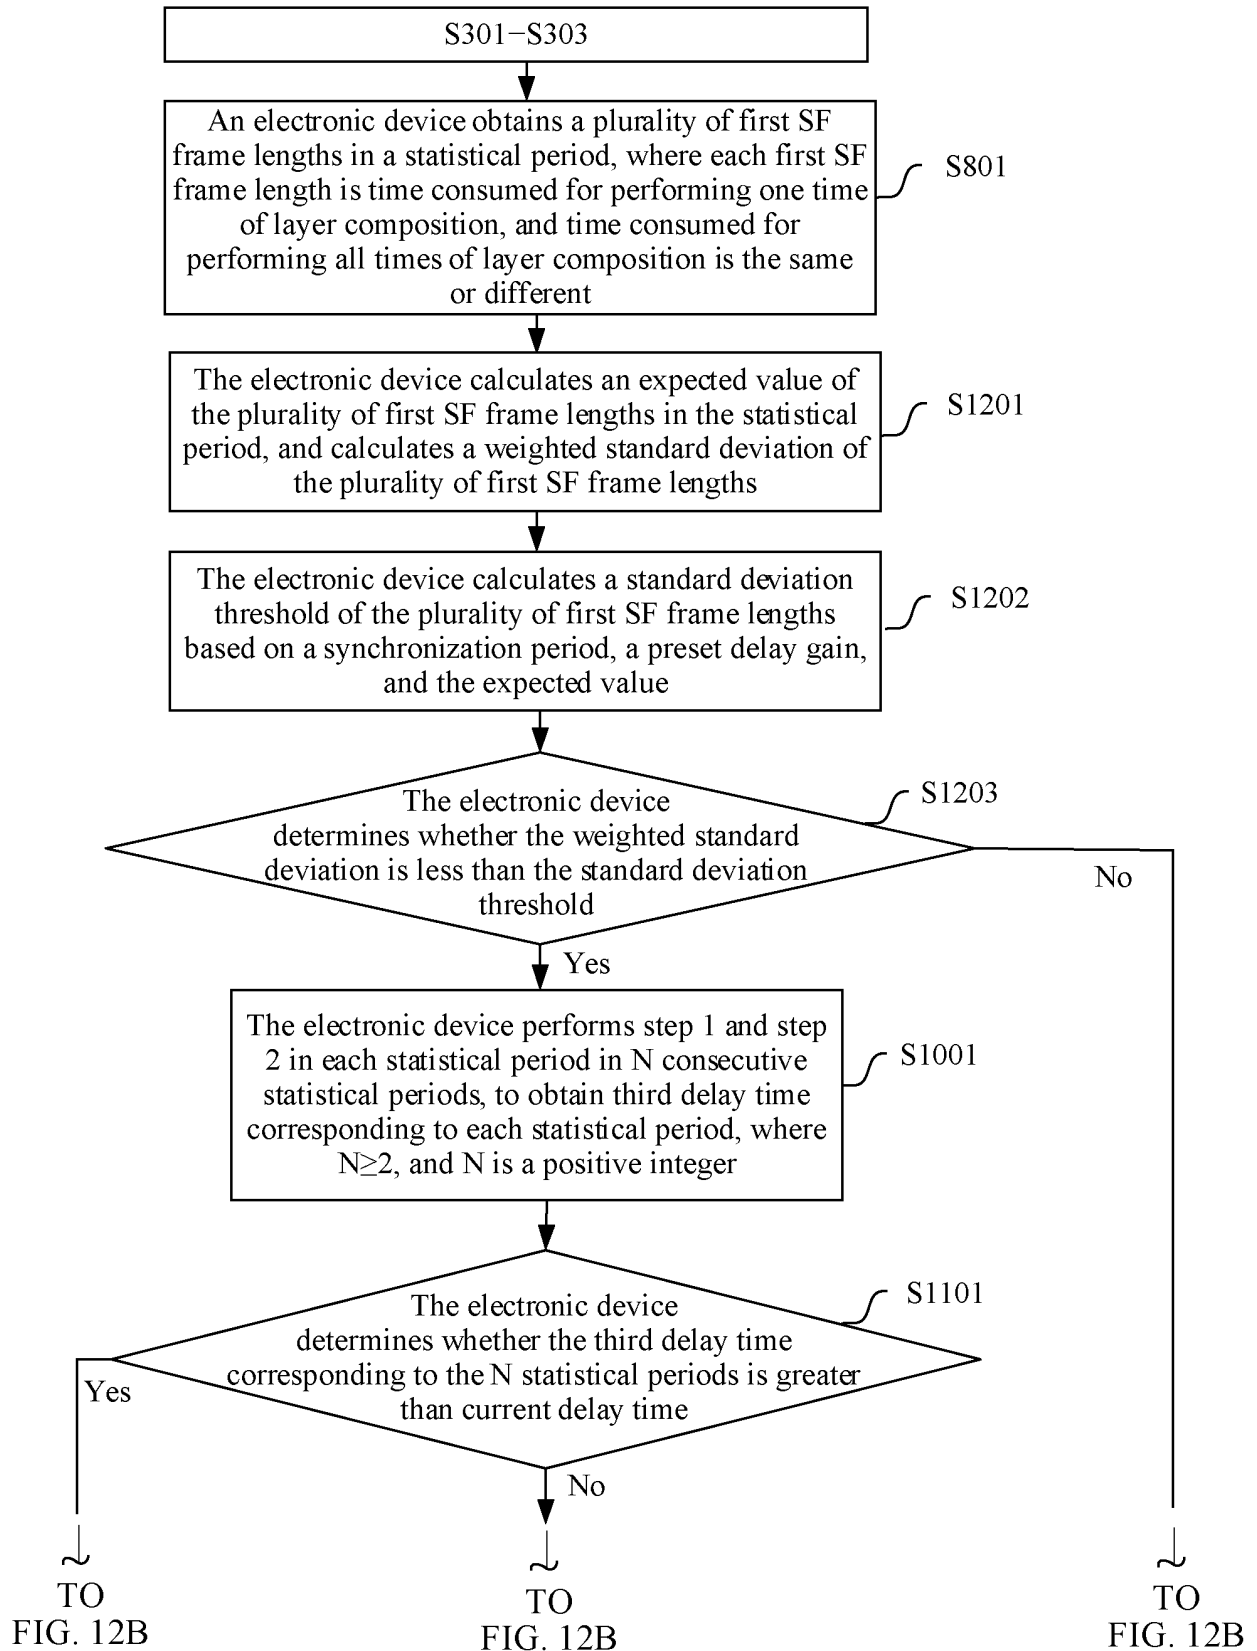 S301−S303
An electronic device obtains a plurality of first SF
frame lengths in a statistical period, where each first SF
frame length is time consumed for performing one time
of layer composition, and time consumed for
performing all times of layer composition is the same
or different
S801
The electronic device calculates an expected value of
the plurality of first SF frame lengths in the statistical
period, and calculates a weighted standard deviation of
the plurality of first SF frame lengths
S1201
The electronic device calculates a standard deviation
threshold of the plurality of first SF frame lengths
based on a synchronization period, a preset delay gain,
and the expected value
S1202
The electronic device
determines whether the weighted standard
deviation is less than the standard deviation
threshold
S1203
No
Yes
The electronic device performs step 1 and step
2 in each statistical period in N consecutive
statistical periods, to obtain third delay time
corresponding to each statistical period, where
N≥2, and N is a positive integer
S1001
The electronic device
determines whether the third delay time
corresponding to the N statistical periods is greater
than current delay time
S1101
Yes
No
TO
FIG. 12B
TO
FIG. 12B
TO
FIG. 12B